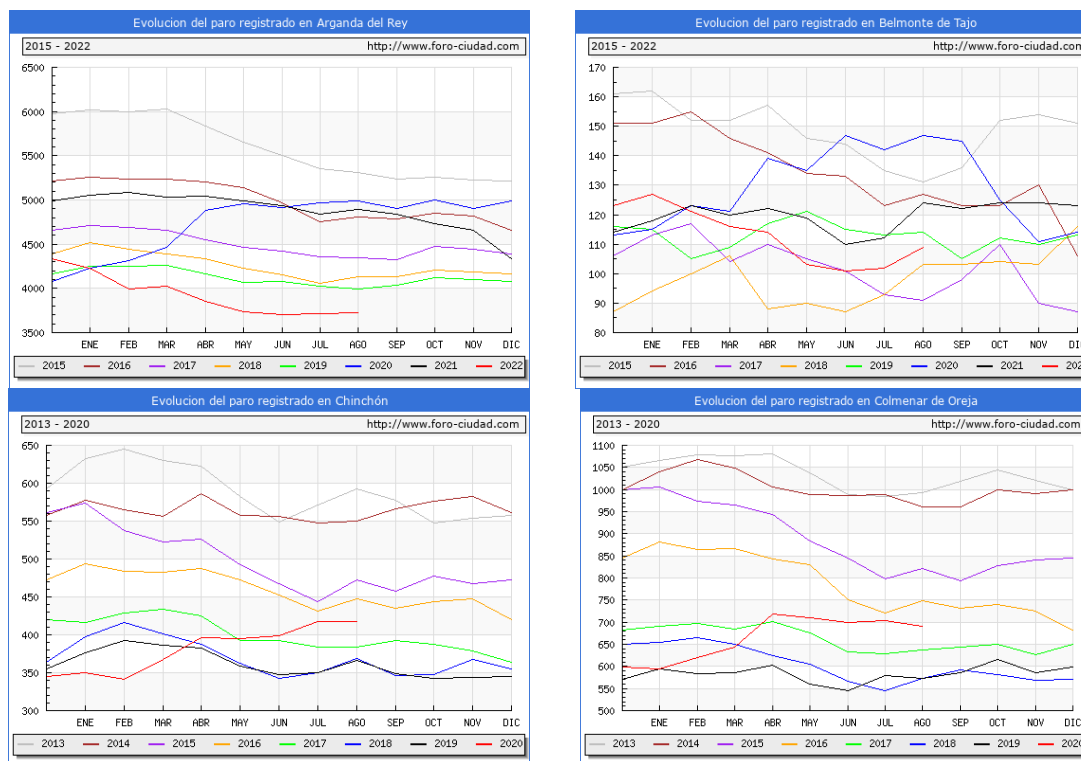 Evolucion del paro registrado en Arganda del Rey
2015 - 2022 http://www.foro-ciudad.com
6500
6000
5500
5000
4500
4000
3500
ENE FEB MAR ABR MAY JUN JUL AGO SEP OCT NOV DIC
2015 2016 2017 2018 2019 2020 2021 2022
Evolucion del paro registrado en Belmonte de Tajo
2015 - 2022 http://www.foro-ciudad.com
170
160
150
140
130
120
110
100
90
80
ENE FEB MAR ABR MAY JUN JUL AGO SEP OCT NOV DIC
2015 2016 2017 2018 2019 2020 2021 202
Evolucion del paro registrado en Chinchón
2013 - 2020 http://www.foro-ciudad.com
650
600
550
500
450
400
350
300
ENE FEB MAR ABR MAY JUN JUL AGO SEP OCT NOV DIC
2013 2014 2015 2016 2017 2018 2019 2020
Evolucion del paro registrado en Colmenar de Oreja
2013 - 2020 http://www.foro-ciudad.com
1100
1050
1000
950
900
850
800
750
700
650
600
550
500
ENE FEB MAR ABR MAY JUN JUL AGO SEP OCT NOV DIC
2013 2014 2015 2016 2017 2018 2019 2020